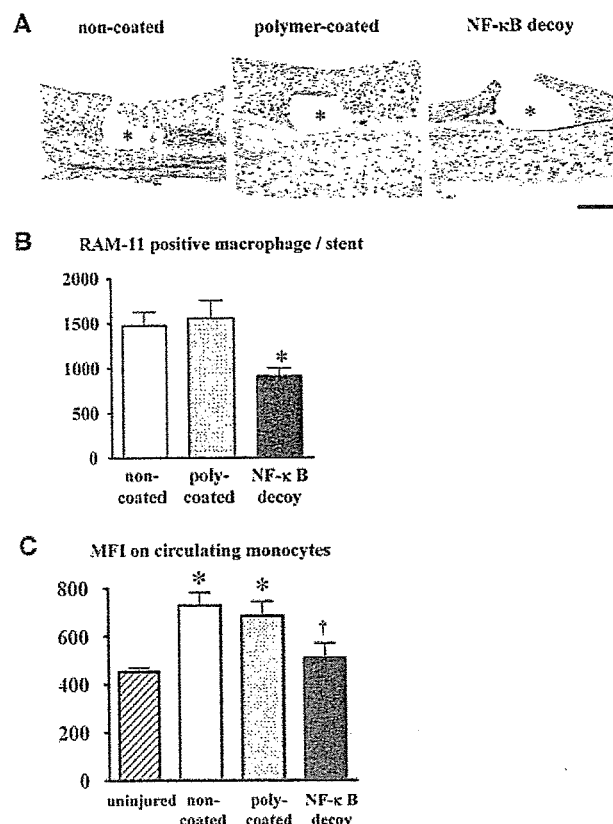 A
non-coated polymer-coated NF-κB decoy
* * *
B
RAM-11 positive macrophage / stent
2000
1500
1000
500
0
*
non-coated poly-coated NF-κ B decoy
C
MFI on circulating monocytes
800
600
400
200
0
* * †
uninjured non-coated poly-coated NF-κ B decoy